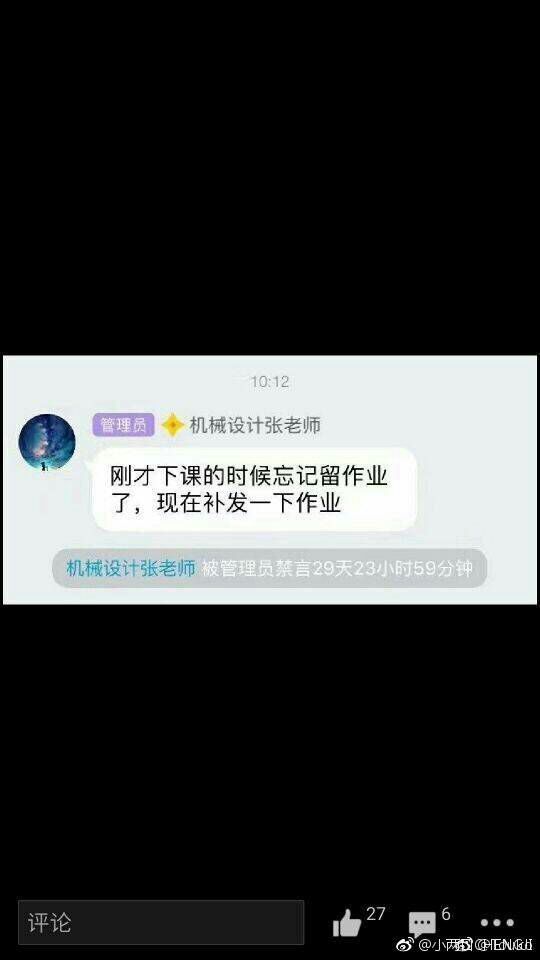 10:12
管理员 机械设计张老师
刚才下课的时候忘记留作业
了，现在补发一下作业
机械设计张老师 被管理员禁言29天23小时59分钟
评论
27
6